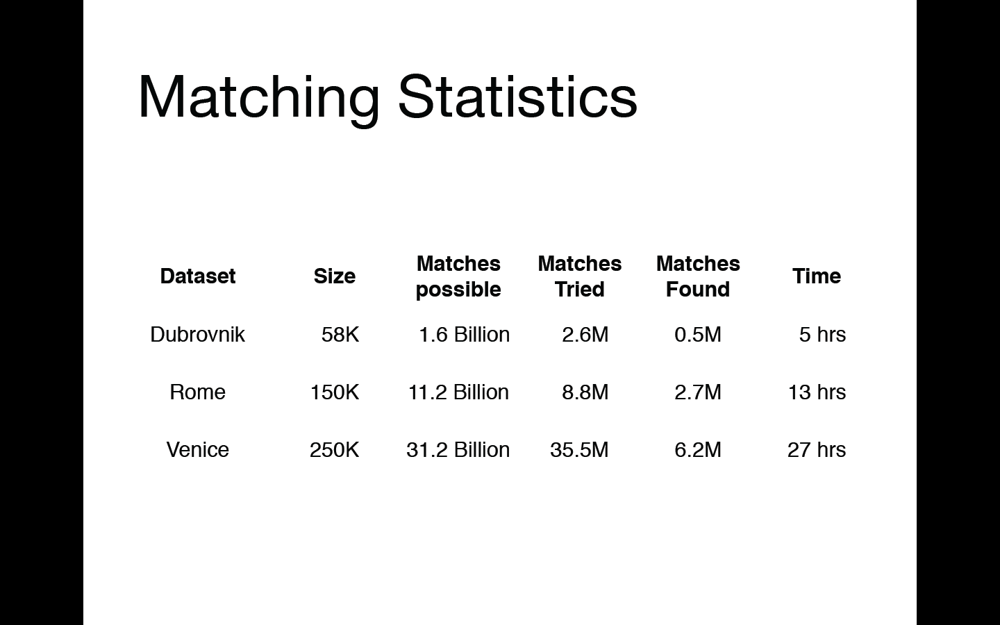 Matching Statistics
Dataset Size Matches possible Matches Tried Matches Found Time
Dubrovnik 58K 1.6 Billion 2.6M 0.5M 5 hrs
Rome 150K 11.2 Billion 8.8M 2.7M 13 hrs
Venice 250K 31.2 Billion 35.5M 6.2M 27 hrs